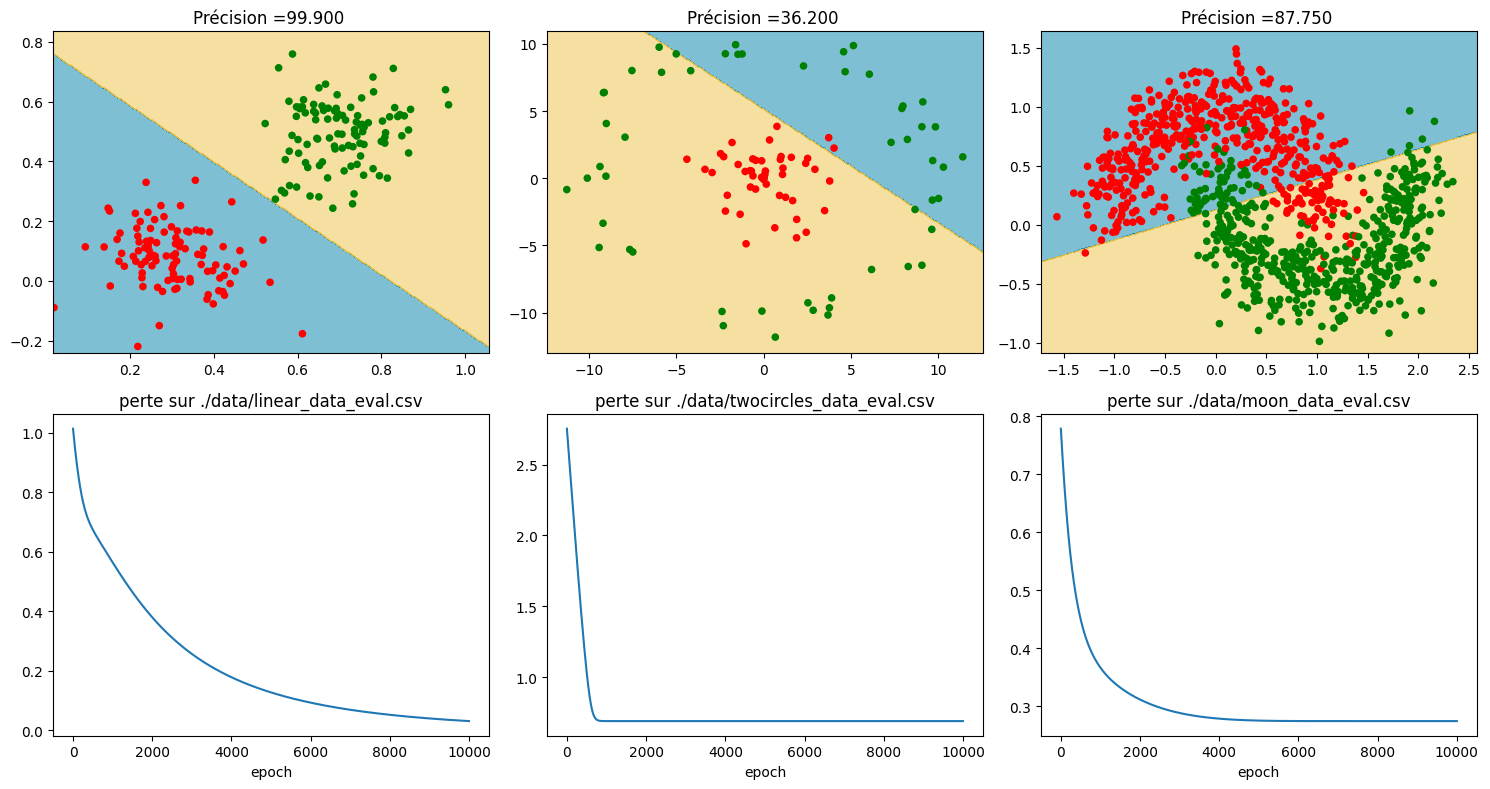 Précision =99.900
Précision =36.200
Précision =87.750
0.8
0.6
0.4
0.2
0.0
−0.2
0.2 0.4 0.6 0.8 1.0
10
5
0
−5
−10
−10 −5 0 5 10
1.5
1.0
0.5
0.0
−0.5
−1.0
−1.5 −1.0 −0.5 0.0 0.5 1.0 1.5 2.0 2.5
perte sur ./data/linear_data_eval.csv
perte sur ./data/twocircles_data_eval.csv
perte sur ./data/moon_data_eval.csv
1.0
0.8
0.6
0.4
0.2
0.0
0 2000 4000 6000 8000 10000
epoch
2.5
2.0
1.5
1.0
0 2000 4000 6000 8000 10000
epoch
0.8
0.7
0.6
0.5
0.4
0.3
0 2000 4000 6000 8000 10000
epoch